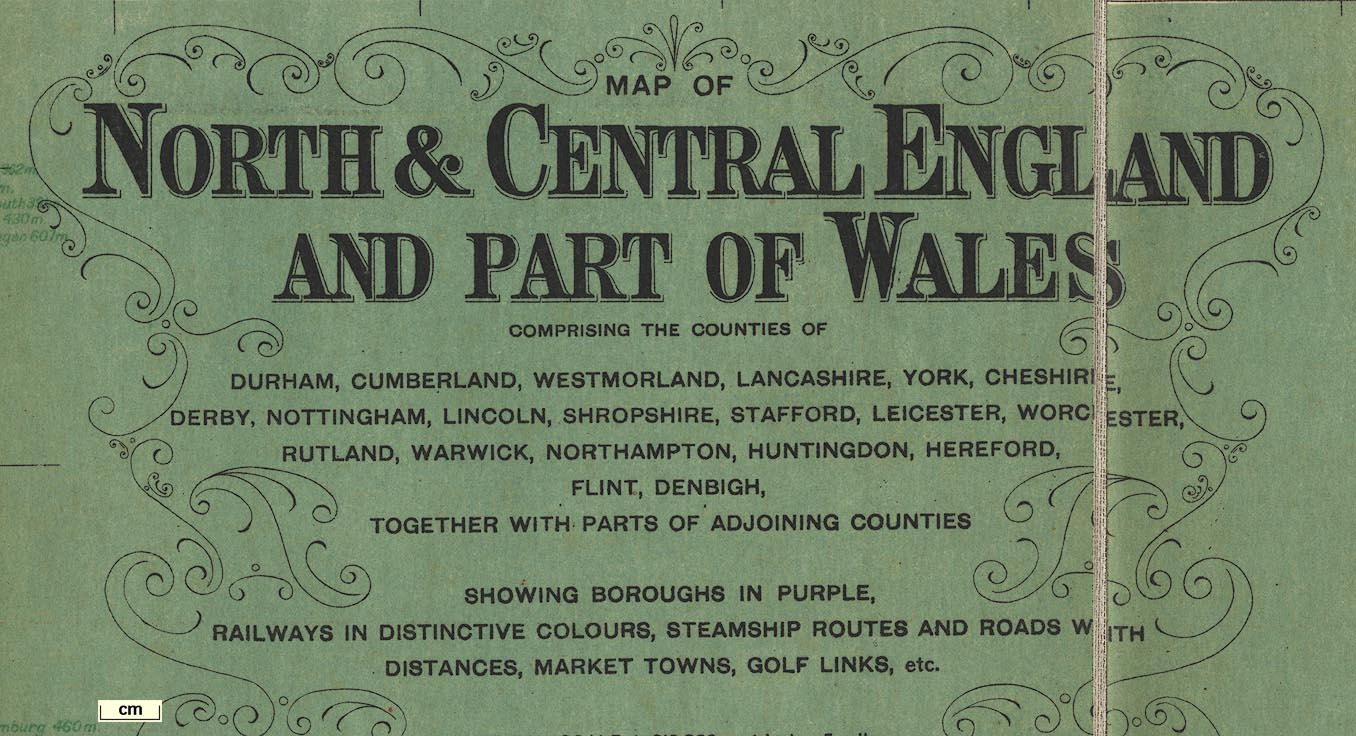 MAP OF
NORTH & CENTRAL ENGLAND
AND PART OF WALES
COMPRISING THE COUNTIES OF
DURHAM, CUMBERLAND, WESTMORLAND, LANCASHIRE, YORK, CHESHIRE,
DERBY, NOTTINGHAM, LINCOLN, SHROPSHIRE, STAFFORD, LEICESTER, WORCESTER,
RUTLAND, WARWICK, NORTHAMPTON, HUNTINGDON, HEREFORD,
FLINT, DENBIGH,
TOGETHER WITH PARTS OF ADJOINING COUNTIES
SHOWING BOROUGHS IN PURPLE,
RAILWAYS IN DISTINCTIVE COLOURS, STEAMSHIP ROUTES AND ROADS WITH
DISTANCES, MARKET TOWNS, GOLF LINKS, etc.
430m
607m
cm
460m